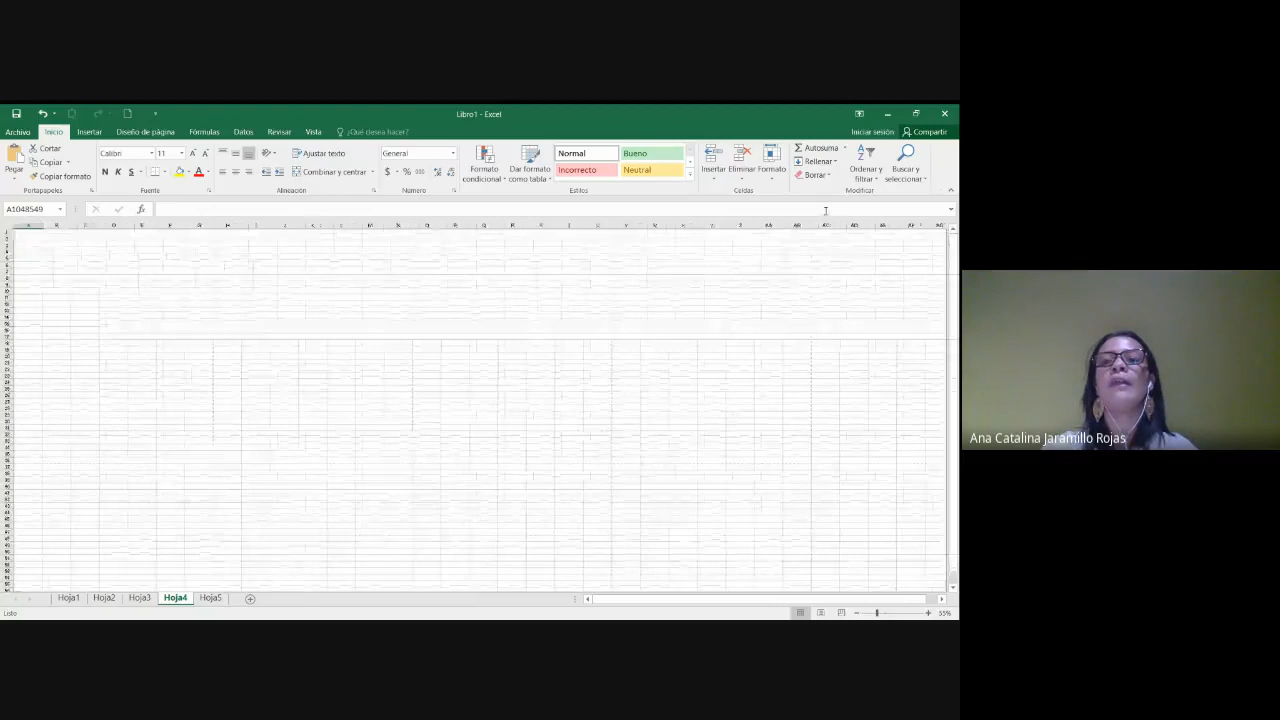 Libro1 - Excel
Archivo Inicio Insertar Diseño de página Fórmulas Datos Revisar Vista ¿Qué desea hacer? Iniciar sesión Compartir
Pegar
Cortar
Copiar
Copiar formato
Calibri 11
N K S
Ajustar texto
Combinar y centrar
General
$ % 000
Formato condicional
Dar formato como tabla
Normal Bueno
Incorrecto Neutral
Insertar Eliminar Formato
Autosuma
Rellenar
Borrar
Ordenar y filtrar
Buscar y seleccionar
Portapapeles Fuente Alineación Número Estilos Celdas Modificar
A1048549 fx
Ana Catalina Jaramillo Rojas
Hoja1 Hoja2 Hoja3 Hoja4 Hoja5
Listo 55%